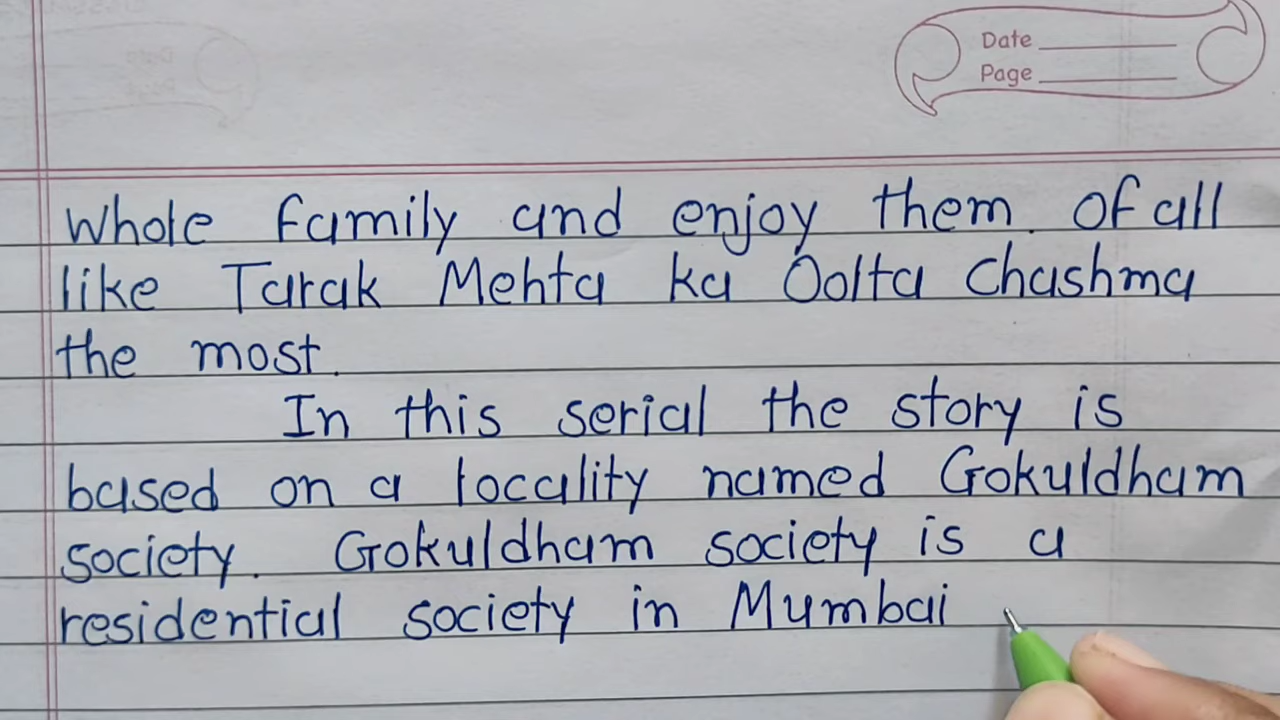 Date
Page
Whole family and enjoy them. Of all
like Tarak Mehta ka Oolta Chashma
the most.
In this serial the story is
based on a locality named Gokuldham
society. Gokuldham society is a
residential society in Mumbai